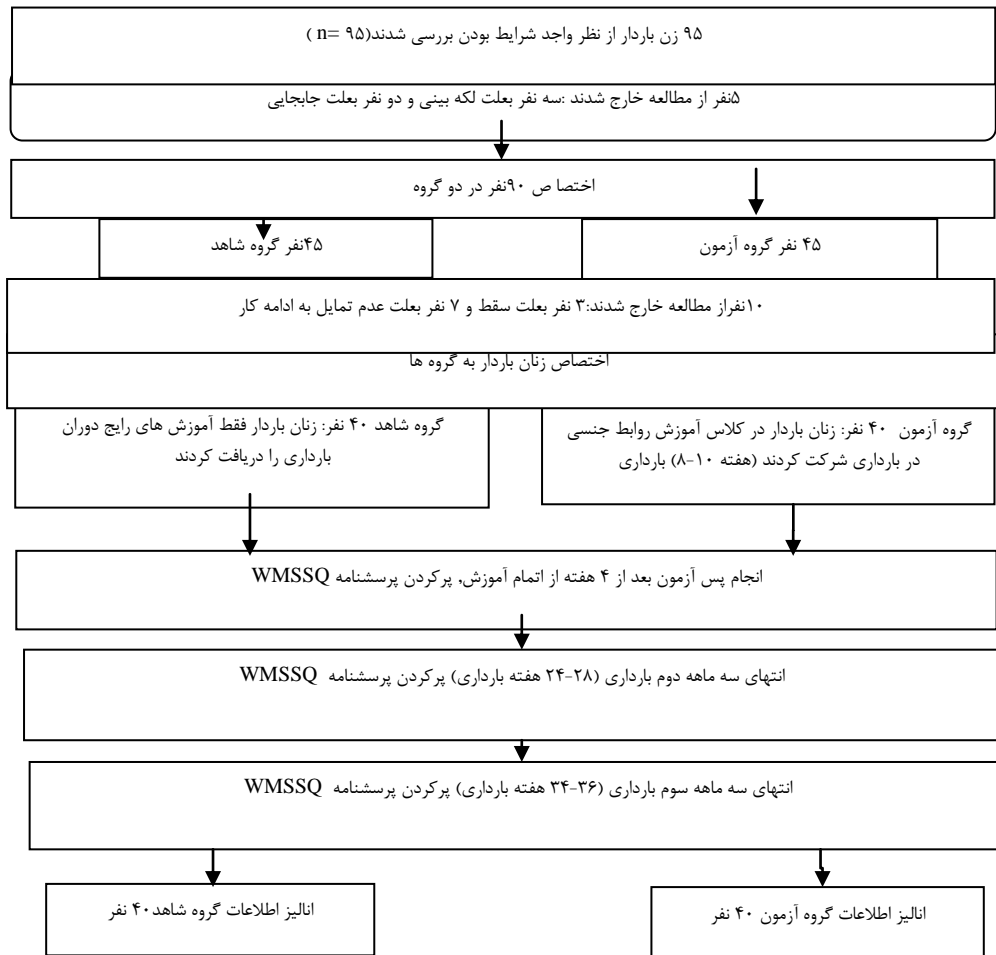 ۹۵ زن باردار از نظر واجد شرایط بودن بررسی شدند(n= ۹۵ )
۵نفر از مطالعه خارج شدند :سه نفر بعلت لکه بینی و دو نفر بعلت جابجایی
اختصا ص ۹۰نفر در دو گروه
۴۵ نفر گروه آزمون
۴۵نفر گروه شاهد
۱۰نفراز مطالعه خارج شدند:۳ نفر بعلت سقط و ۷ نفر بعلت عدم تمایل به ادامه کار
اختصاص زنان باردار به گروه ها
گروه آزمون ۴۰ نفر: زنان باردار در کلاس آموزش روابط جنسی
در بارداری شرکت کردند (هفته ۱۰-۸) بارداری
گروه شاهد ۴۰ نفر: زنان باردار فقط آموزش های رایج دوران
بارداری را دریافت کردند
انجام پس آزمون بعد از ۴ هفته از اتمام آموزش, پرکردن پرسشنامه WMSSQ
انتهای سه ماهه دوم بارداری (۲۸-۲۴ هفته بارداری) پرکردن پرسشنامه WMSSQ
انتهای سه ماهه سوم بارداری (۳۶-۳۴ هفته بارداری) پرکردن پرسشنامه WMSSQ
انالیز اطلاعات گروه آزمون ۴۰ نفر
انالیز اطلاعات گروه شاهد۴۰ نفر